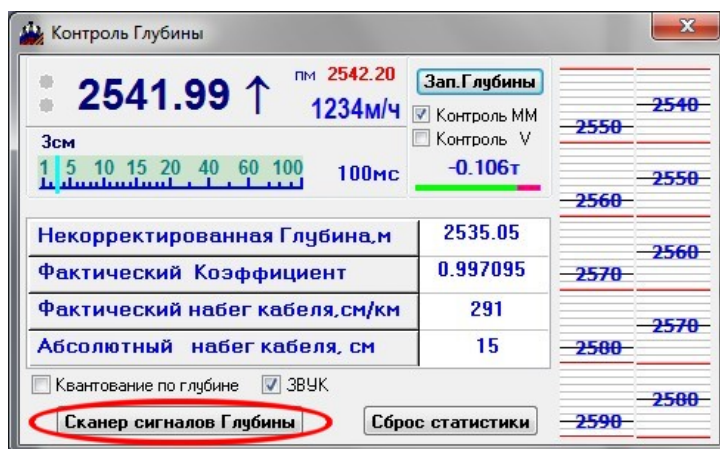 Контроль Глубины
2541.99 ↑ пм 2542.20
1234м/ч
Зап.Глубины
Контроль ММ
Контроль V
-0.106т
3см
1 5 10 15 20 40 60 100
100мс
Некорректированная Глубина,м 2535.05
Фактический Коэффициент 0.997095
Фактический набег кабеля,см/км 291
Абсолютный набег кабеля, см 15
Квантование по глубине ЗВУК
Сканер сигналов Глубины Сброс статистики
2550
2560
2570
2580
2590
2540
2550
2560
2570
2580